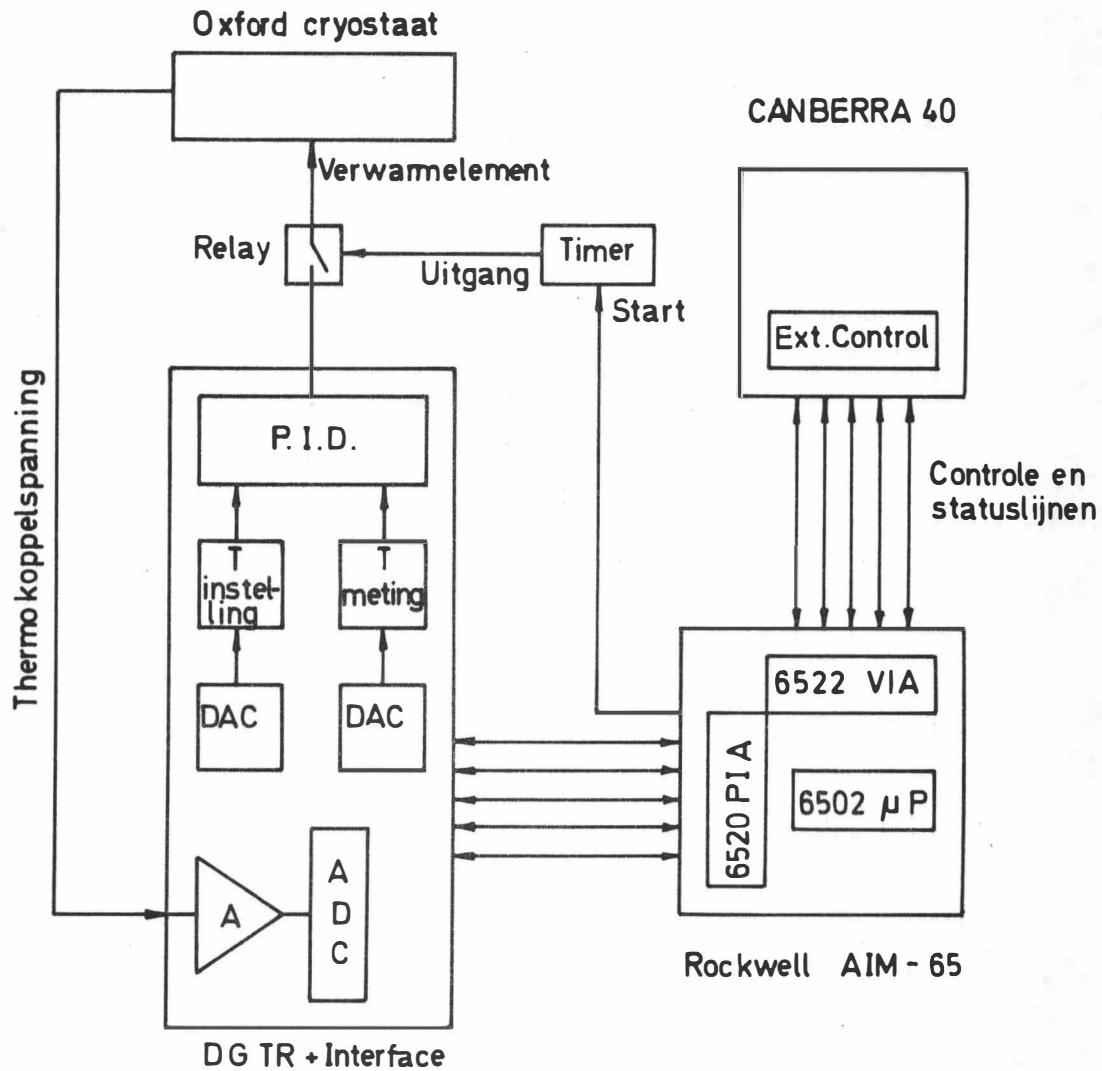 Oxford cryostaat
CANBERRA 40
Verwarmelement
Relay
Timer
Uitgang
Start
Ext.Control
Thermokoppelspanning
P.I.D.
Controle en
statuslijnen
T
instel-
ling
T
meting
DAC
DAC
6522 VIA
6520 PIA
6502 µP
A
A
D
C
Rockwell AIM-65
DG TR + Interface